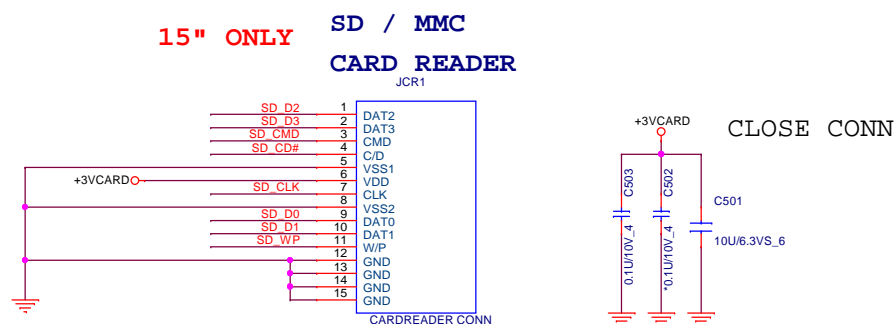 15" ONLY
SD / MMC
CARD READER
JCR1
SD_D2 1 DAT2
SD_D3 2 DAT3
SD_CMD 3 CMD
SD_CD# 4 C/D
5 VSS1
+3VCARD 6 VDD
SD_CLK 7 CLK
8 VSS2
SD_D0 9 DAT0
SD_D1 10 DAT1
SD_WP 11 W/P
12 GND
13 GND
14 GND
15 GND
CARDREADER CONN
+3VCARD
CLOSE CONN
C503
0.1U/10V_4
C502
*0.1U/10V_4
C501
10U/6.3VS_6